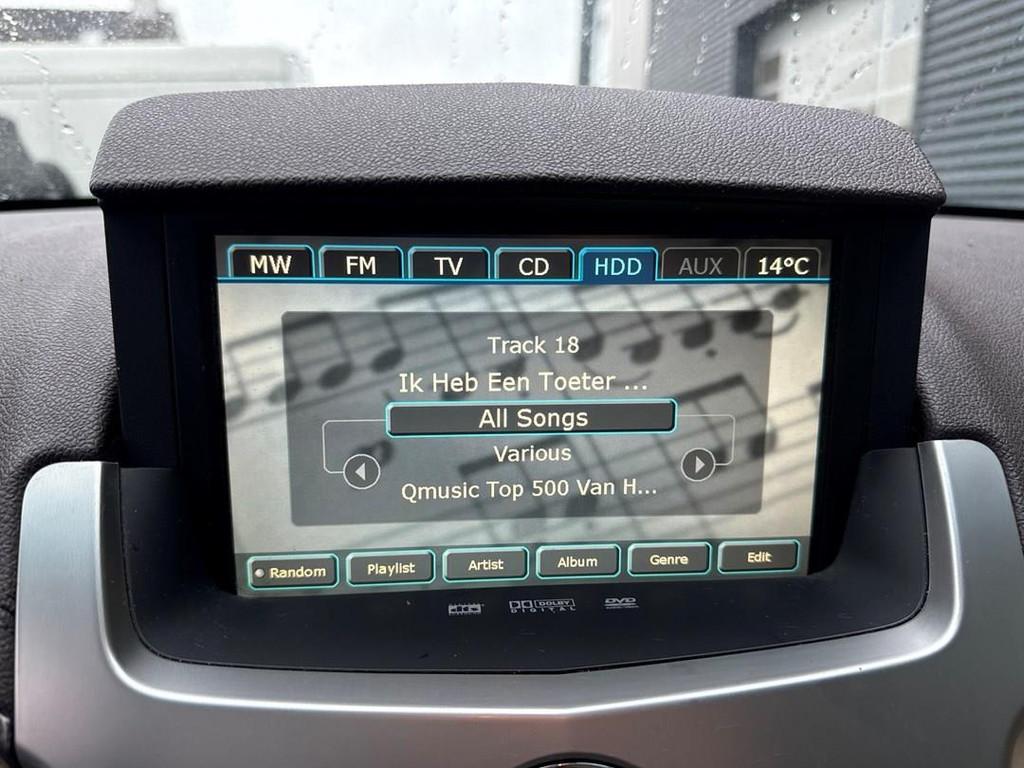 MW FM TV CD HDD AUX 14°C
Track 18
Ik Heb Een Toeter ...
All Songs
Various
Qmusic Top 500 Van H...
Random Playlist Artist Album Genre Edit
DOLBY DIGITAL DVD